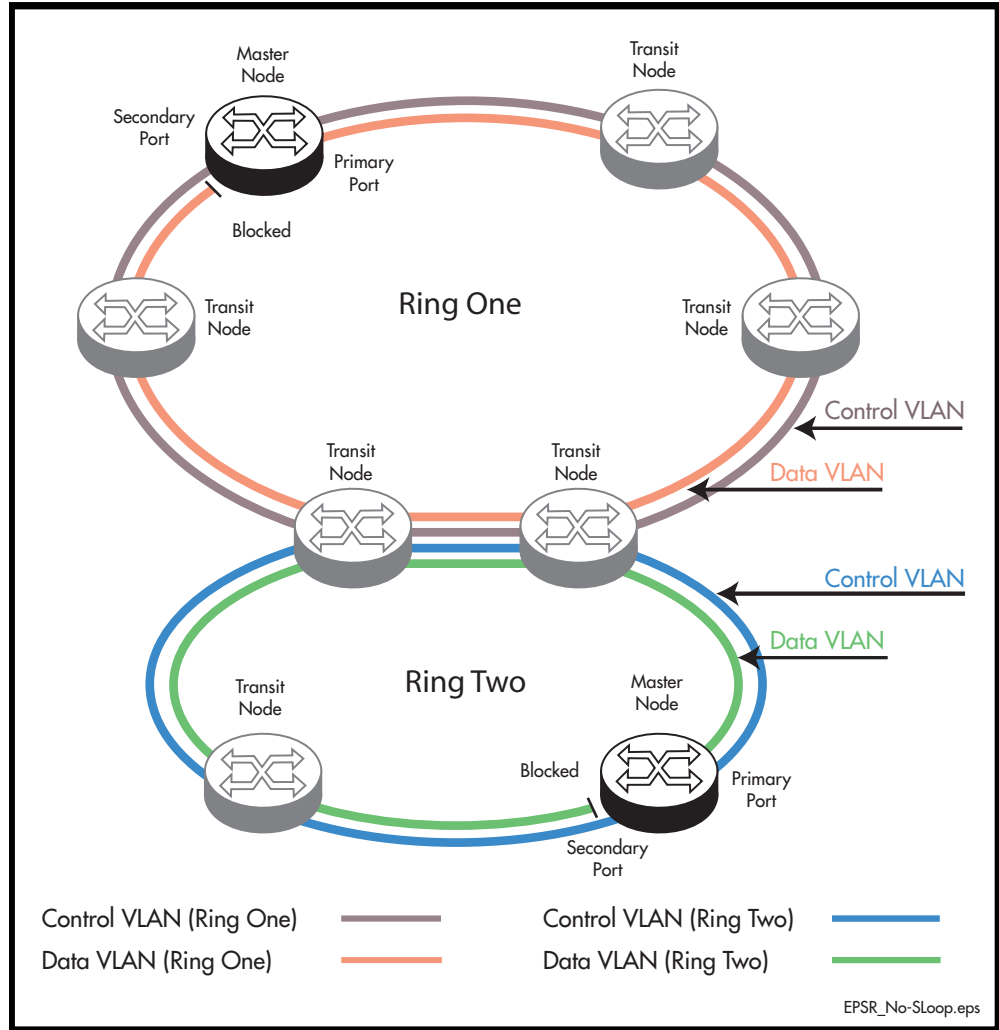 Master
Node
Transit
Node
Secondary
Port
Primary
Port
Blocked
Transit
Node
Ring One
Transit
Node
Control VLAN
Transit
Node
Transit
Node
Data VLAN
Control VLAN
Data VLAN
Ring Two
Transit
Node
Master
Node
Blocked
Primary
Port
Secondary
Port
Control VLAN (Ring One)
Control VLAN (Ring Two)
Data VLAN (Ring One)
Data VLAN (Ring Two)
EPSR_No-SLoop.eps